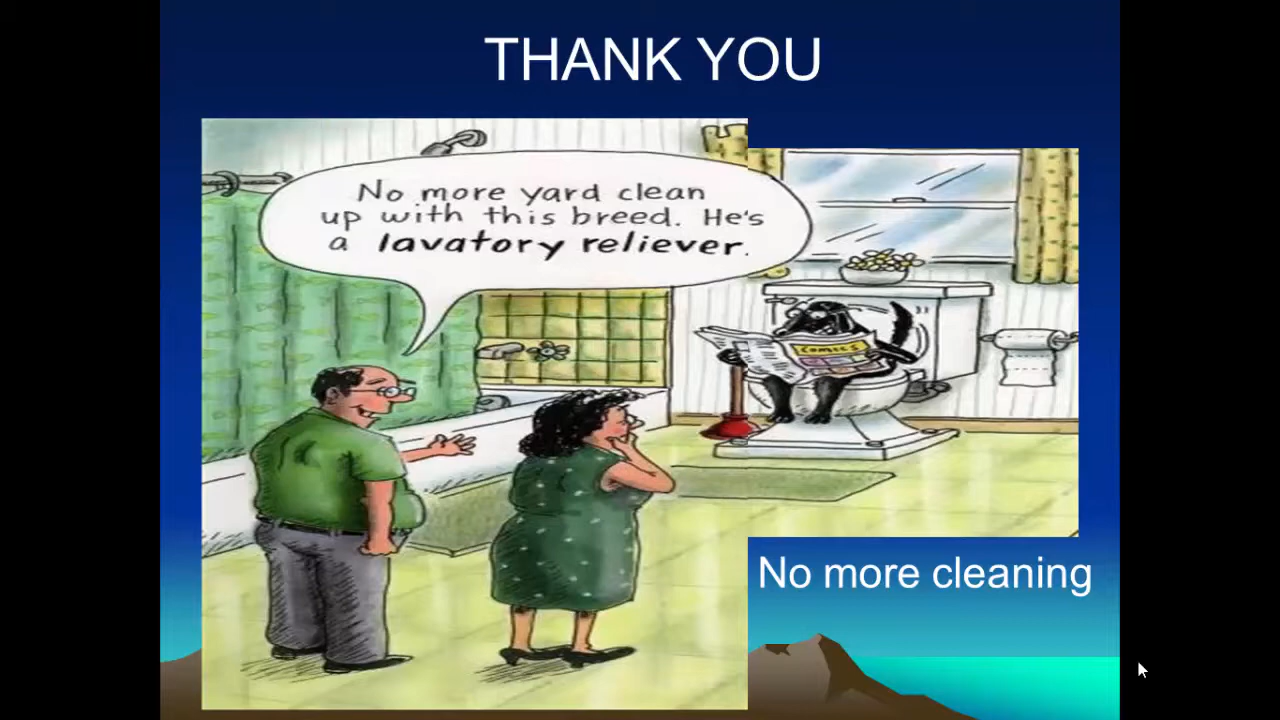 THANK YOU
No more yard clean
up with this breed. He's
a lavatory reliever.
COMICS
No more cleaning